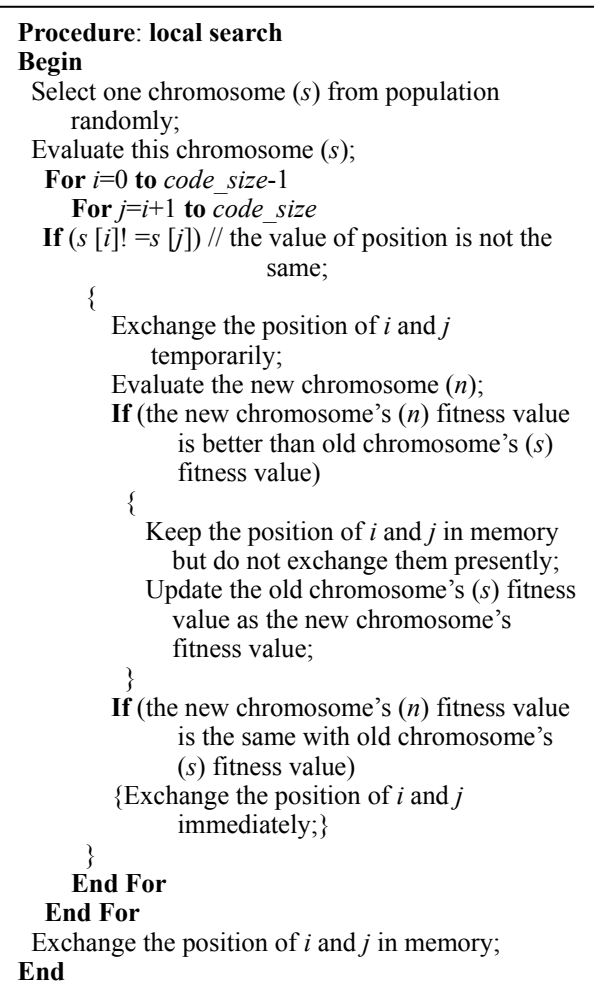 Procedure: local search
Begin
Select one chromosome (s) from population
randomly;
Evaluate this chromosome (s);
For i=0 to code_size-1
For j=i+1 to code_size
If (s [i]! =s [j]) // the value of position is not the
same;
{
Exchange the position of i and j
temporarily;
Evaluate the new chromosome (n);
If (the new chromosome’s (n) fitness value
is better than old chromosome’s (s)
fitness value)
{
Keep the position of i and j in memory
but do not exchange them presently;
Update the old chromosome’s (s) fitness
value as the new chromosome’s
fitness value;
}
If (the new chromosome’s (n) fitness value
is the same with old chromosome’s
(s) fitness value)
{Exchange the position of i and j
immediately;}
}
End For
End For
Exchange the position of i and j in memory;
End